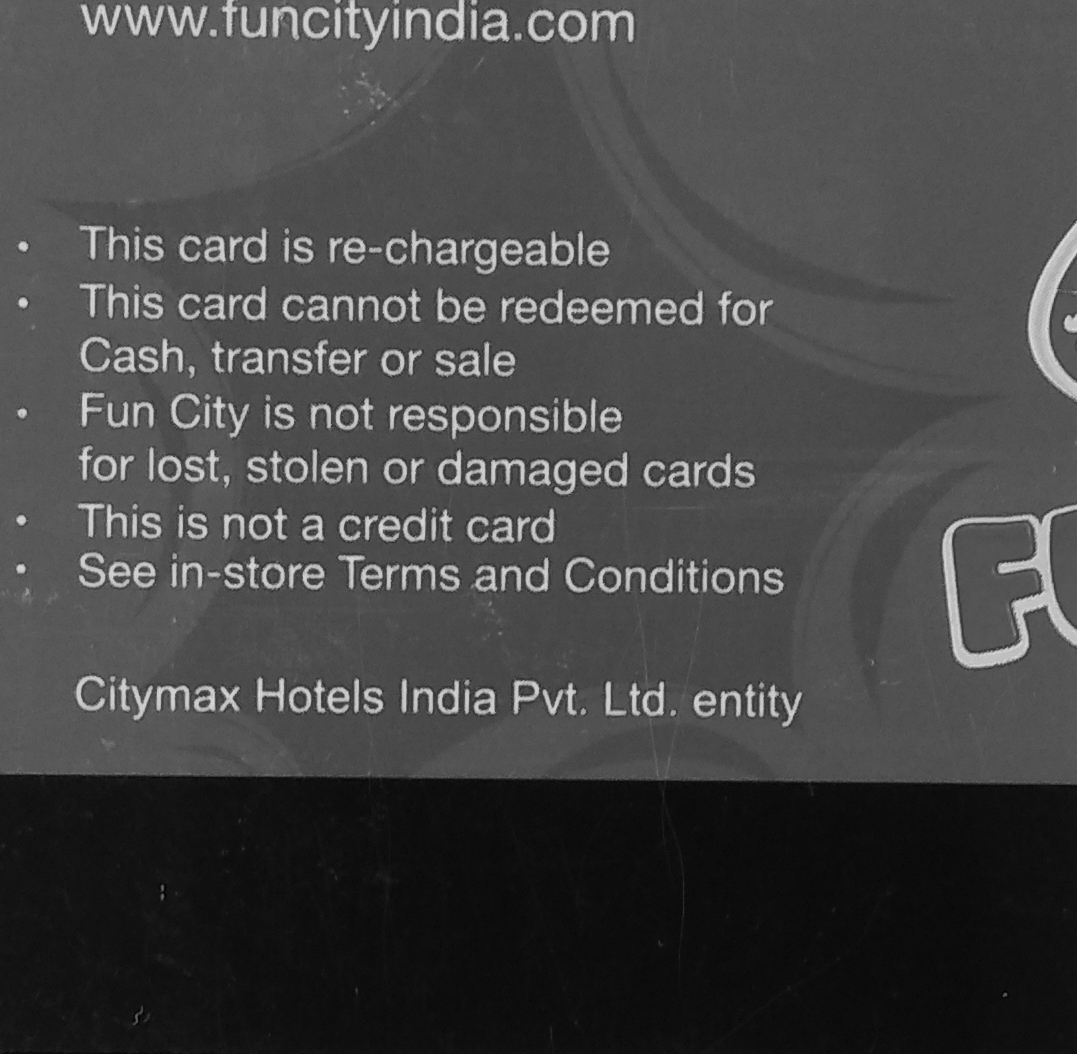 www.funcityindia.com
• This card is re-chargeable
• This card cannot be redeemed for
Cash, transfer or sale
• Fun City is not responsible
for lost, stolen or damaged cards
• This is not a credit card
• See in-store Terms and Conditions
Citymax Hotels India Pvt. Ltd. entity